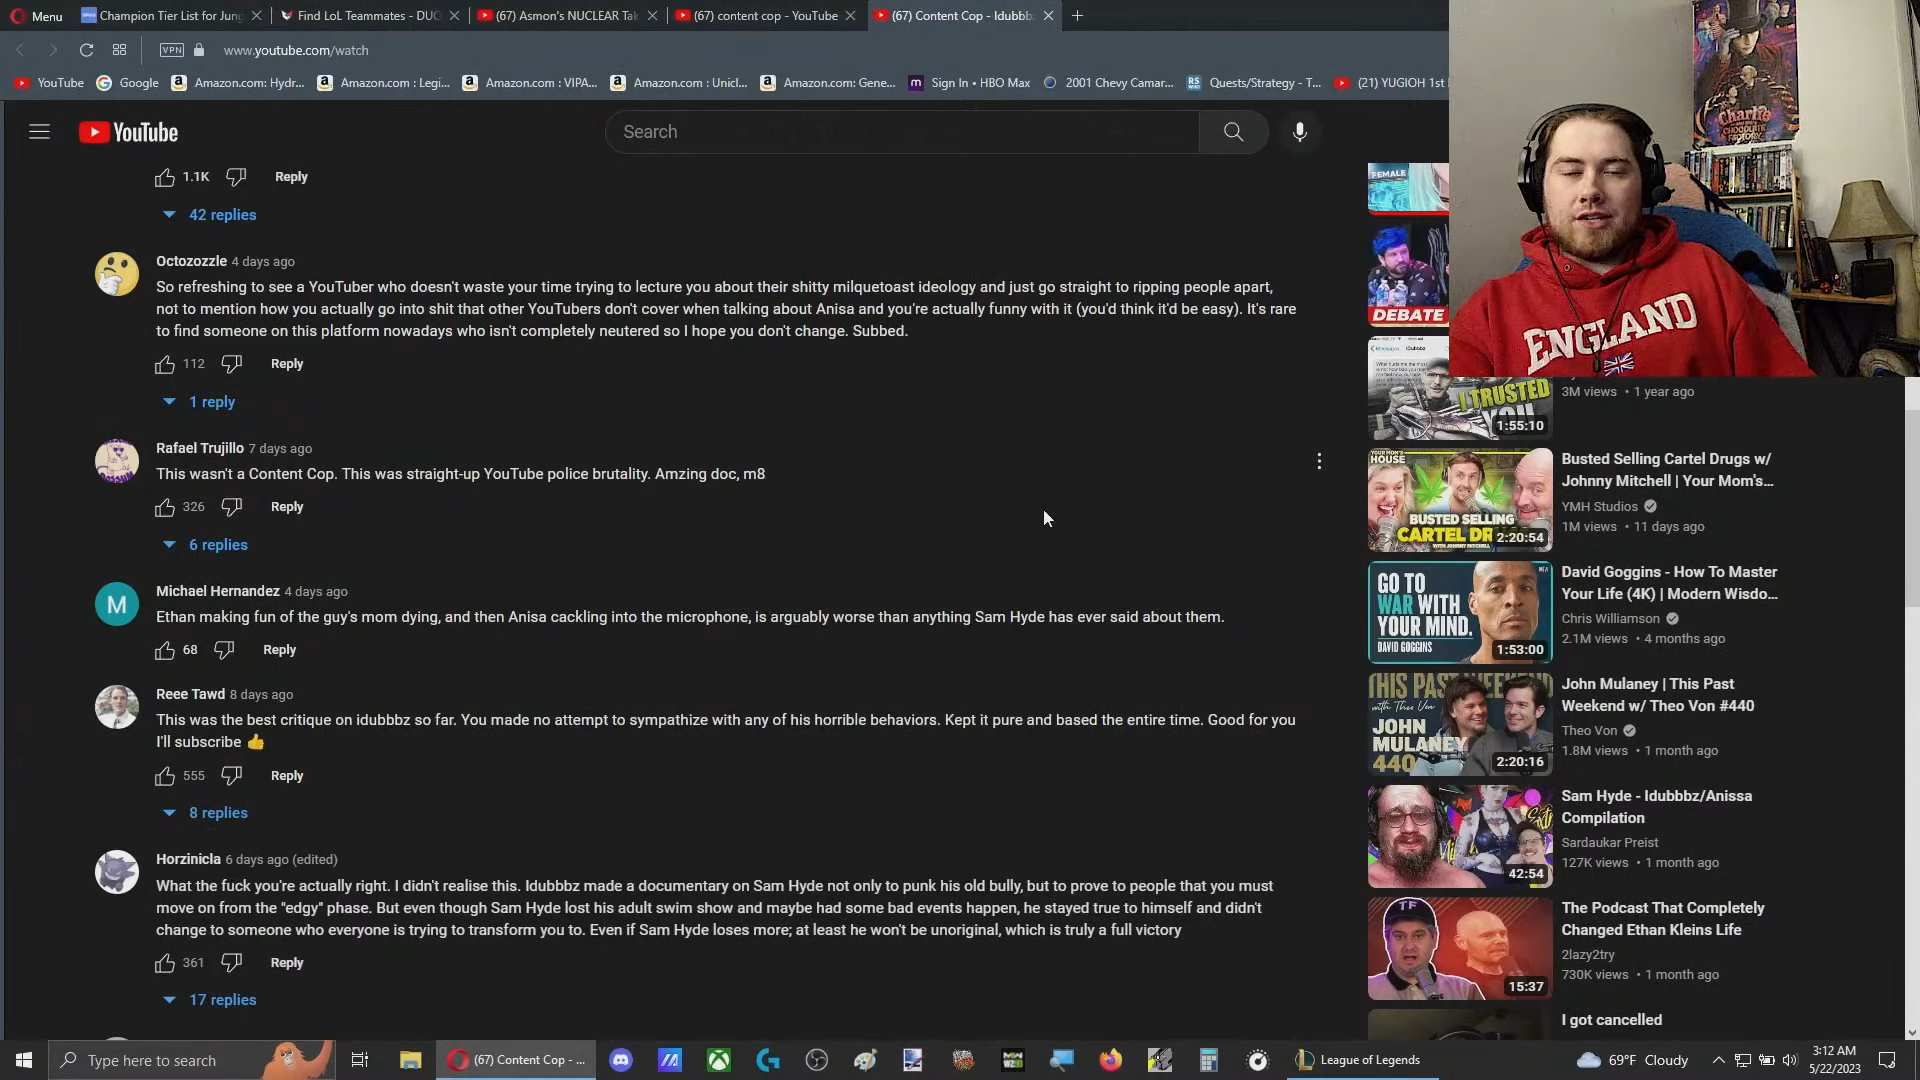 Menu
Champion Tier List for Jung
Find LoL Teammates - DUO
(67) Asmon's NUCLEAR Tak
(67) content cop - YouTube
(67) Content Cop - Idubbb
VPN
www.youtube.com/watch
YouTube
Google
Amazon.com: Hydr...
Amazon.com : Legi...
Amazon.com : VIPA...
Amazon.com : Unicl...
Amazon.com: Gene...
Sign In • HBO Max
2001 Chevy Camar...
Quests/Strategy - T...
(21) YUGIOH 1st
YouTube
Search
1.1K
Reply
42 replies
Octozozzle 4 days ago
So refreshing to see a YouTuber who doesn't waste your time trying to lecture you about their shitty milquetoast ideology and just go straight to ripping people apart,
not to mention how you actually go into shit that other YouTubers don't cover when talking about Anisa and you're actually funny with it (you'd think it'd be easy). It's rare
to find someone on this platform nowadays who isn't completely neutered so I hope you don't change. Subbed.
112
Reply
1 reply
Rafael Trujillo 7 days ago
This wasn't a Content Cop. This was straight-up YouTube police brutality. Amzing doc, m8
326
Reply
6 replies
M
Michael Hernandez 4 days ago
Ethan making fun of the guy's mom dying, and then Anisa cackling into the microphone, is arguably worse than anything Sam Hyde has ever said about them.
68
Reply
Reee Tawd 8 days ago
This was the best critique on idubbbz so far. You made no attempt to sympathize with any of his horrible behaviors. Kept it pure and based the entire time. Good for you
I'll subscribe 👍
555
Reply
8 replies
Horzinicla 6 days ago (edited)
What the fuck you're actually right. I didn't realise this. Idubbbz made a documentary on Sam Hyde not only to punk his old bully, but to prove to people that you must
move on from the "edgy" phase. But even though Sam Hyde lost his adult swim show and maybe had some bad events happen, he stayed true to himself and didn't
change to someone who everyone is trying to transform you to. Even if Sam Hyde loses more; at least he won't be unoriginal, which is truly a full victory
361
Reply
17 replies
FEMALE
DEBATE
I TRUSTED
YOU
1:55:10
3M views • 1 year ago
YOUR MOM'S
HOUSE
BUSTED SELLING
CARTEL DRUGS
WITH JOHNNY MITCHELL
2:20:54
Busted Selling Cartel Drugs w/
Johnny Mitchell | Your Mom's...
YMH Studios
1M views • 11 days ago
GO TO
WAR WITH
YOUR MIND.
DAVID GOGGINS
1:53:00
David Goggins - How To Master
Your Life (4K) | Modern Wisdo...
Chris Williamson
2.1M views • 4 months ago
THIS PAST WEEKEND
with Theo Von
JOHN
MULANEY
440
2:20:16
John Mulaney | This Past
Weekend w/ Theo Von #440
Theo Von
1.8M views • 1 month ago
42:54
Sam Hyde - Idubbbz/Anissa
Compilation
Sardaukar Preist
127K views • 1 month ago
TF
15:37
The Podcast That Completely
Changed Ethan Kleins Life
2lazy2try
730K views • 1 month ago
I got cancelled
Charlie
CHOCOLATE
FACTORY
ENGLAND
Type here to search
(67) Content Cop - ...
League of Legends
69°F Cloudy
3:12 AM
5/22/2023